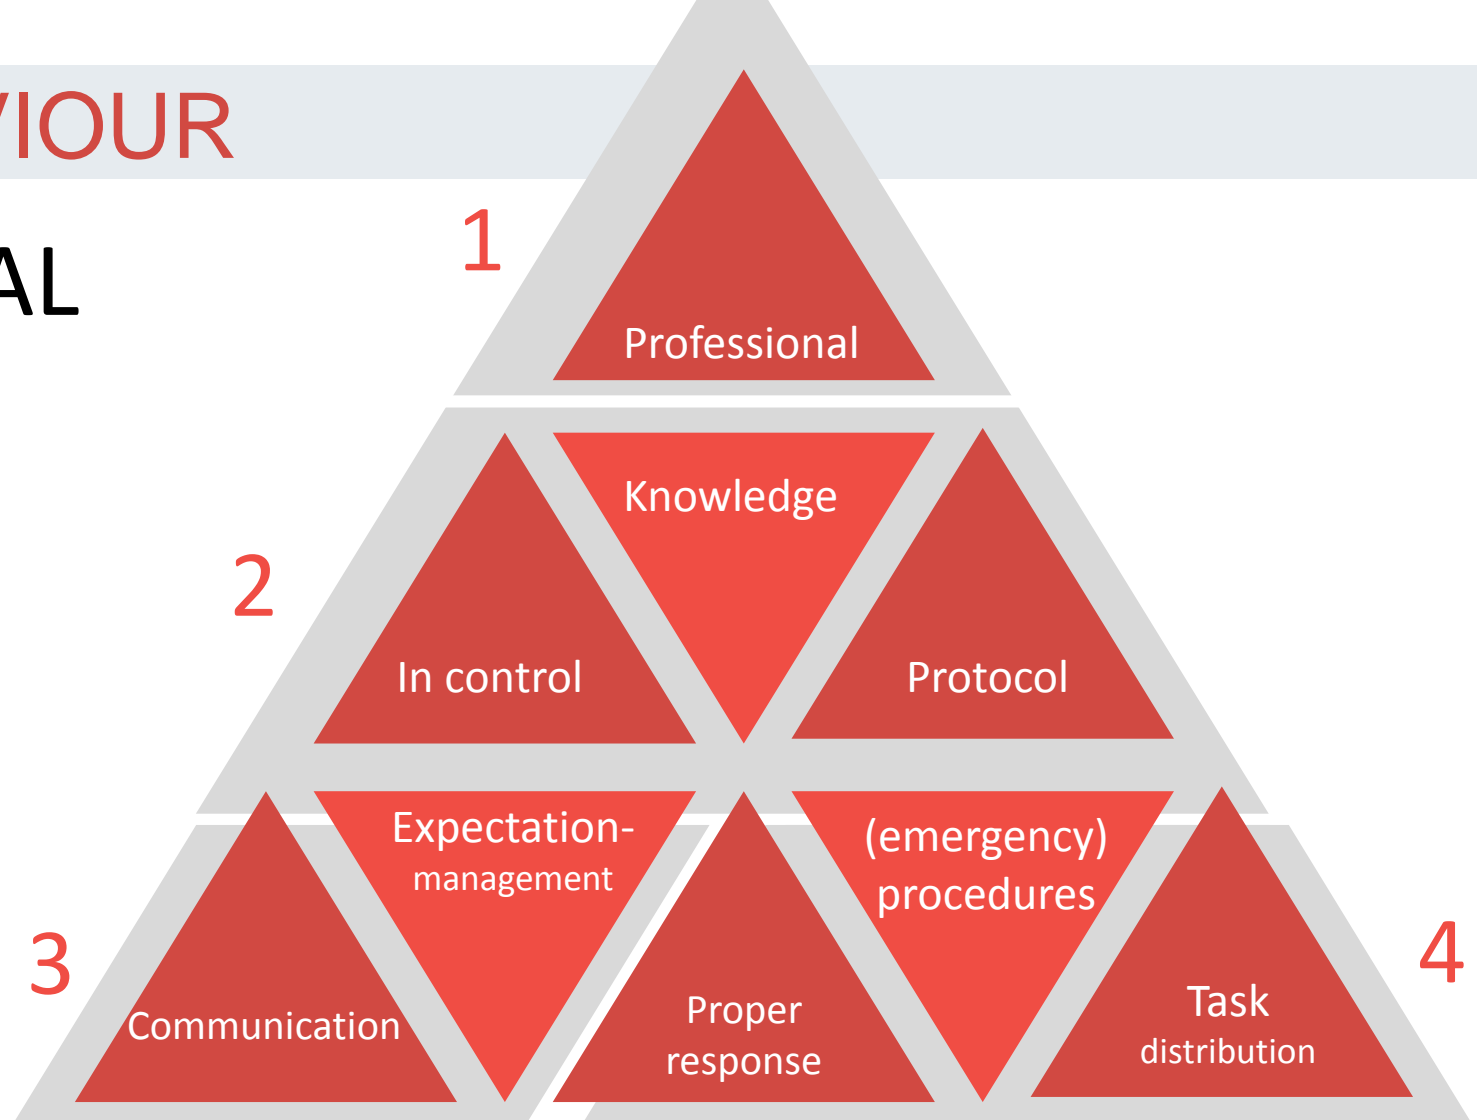 VIOUR
AL
1
Professional
Knowledge
2
In control
Protocol
Expectation-
management
(emergency)
procedures
3
4
Communication
Proper
response
Task
distribution